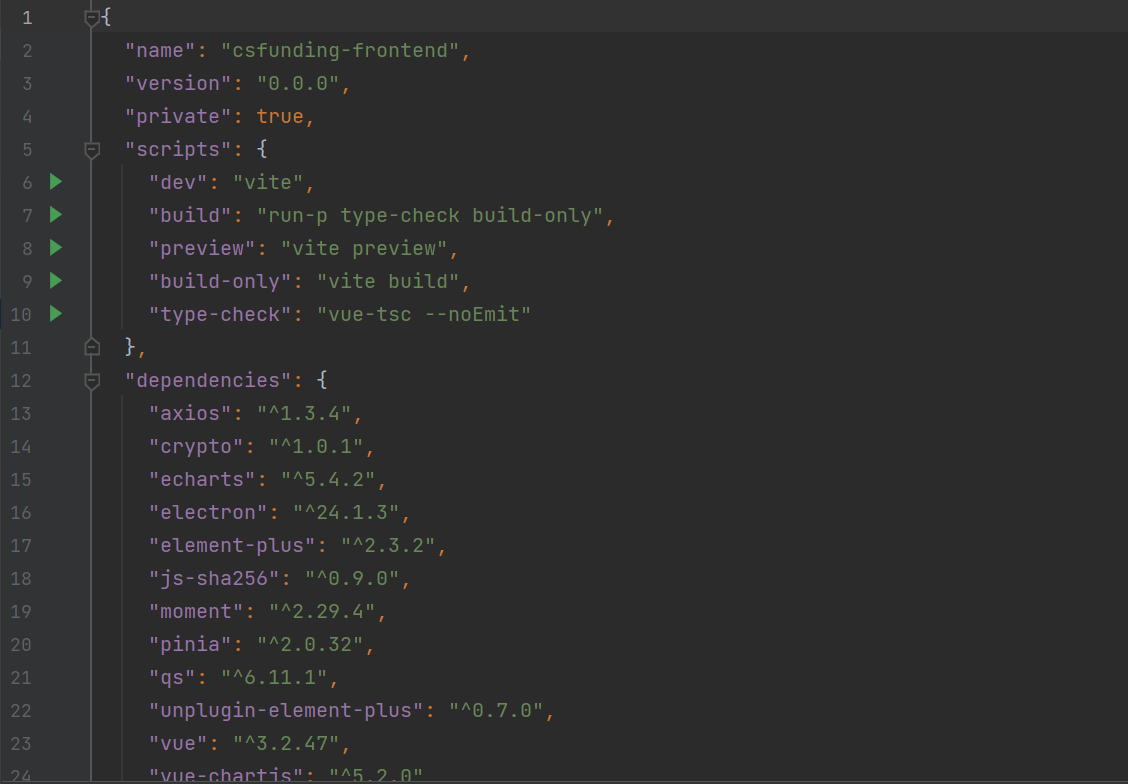 1 {
2 "name": "csfunding-frontend",
3 "version": "0.0.0",
4 "private": true,
5 "scripts": {
6 "dev": "vite",
7 "build": "run-p type-check build-only",
8 "preview": "vite preview",
9 "build-only": "vite build",
10 "type-check": "vue-tsc --noEmit"
11 },
12 "dependencies": {
13 "axios": "^1.3.4",
14 "crypto": "^1.0.1",
15 "echarts": "^5.4.2",
16 "electron": "^24.1.3",
17 "element-plus": "^2.3.2",
18 "js-sha256": "^0.9.0",
19 "moment": "^2.29.4",
20 "pinia": "^2.0.32",
21 "qs": "^6.11.1",
22 "unplugin-element-plus": "^0.7.0",
23 "vue": "^3.2.47",
24 "vue-chartjs": "^5.2.0"